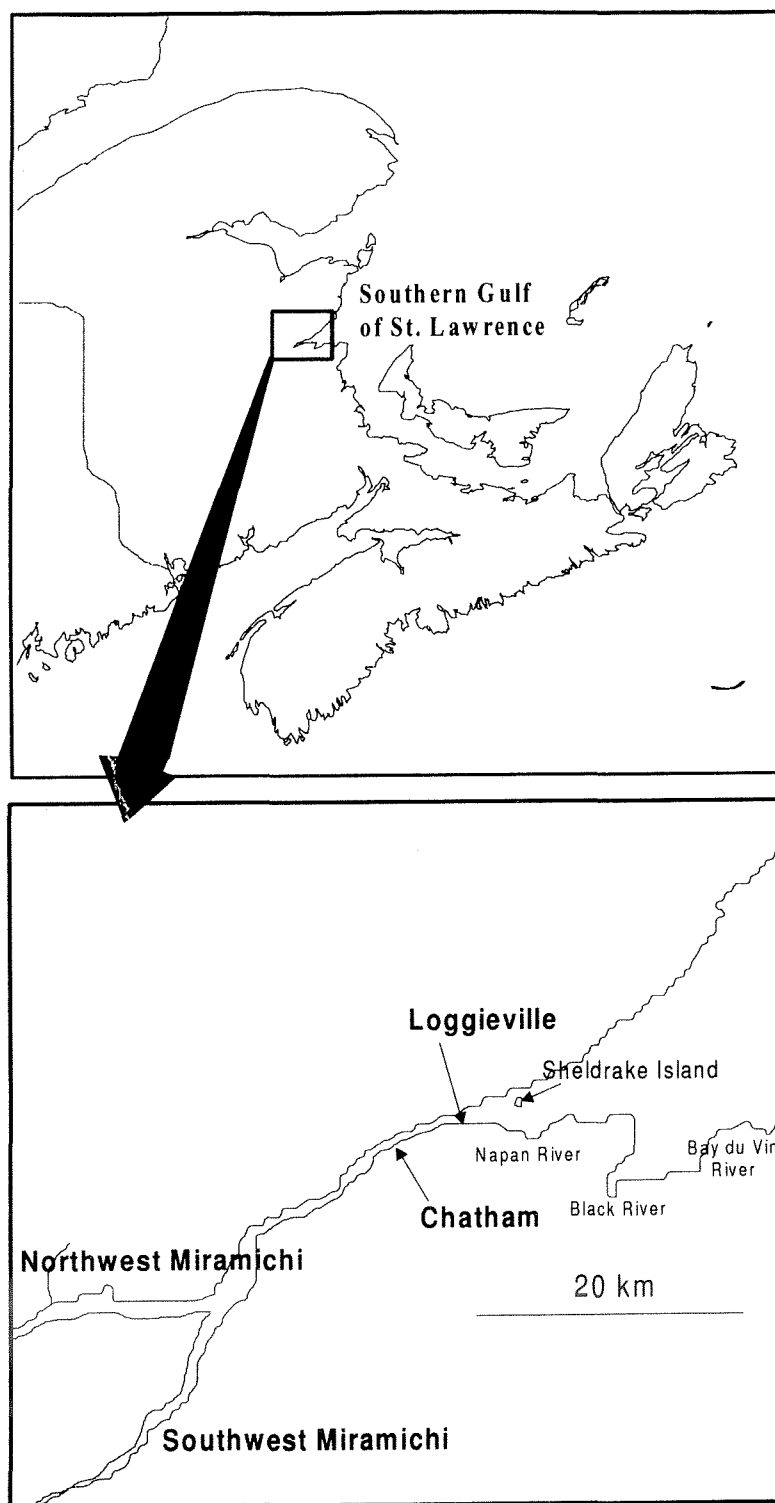 Southern Gulf
of St. Lawrence
Loggieville
Sheldrake Island
Napan River
Bay du Vin
River
Black River
Chatham
Northwest Miramichi
20 km
Southwest Miramichi